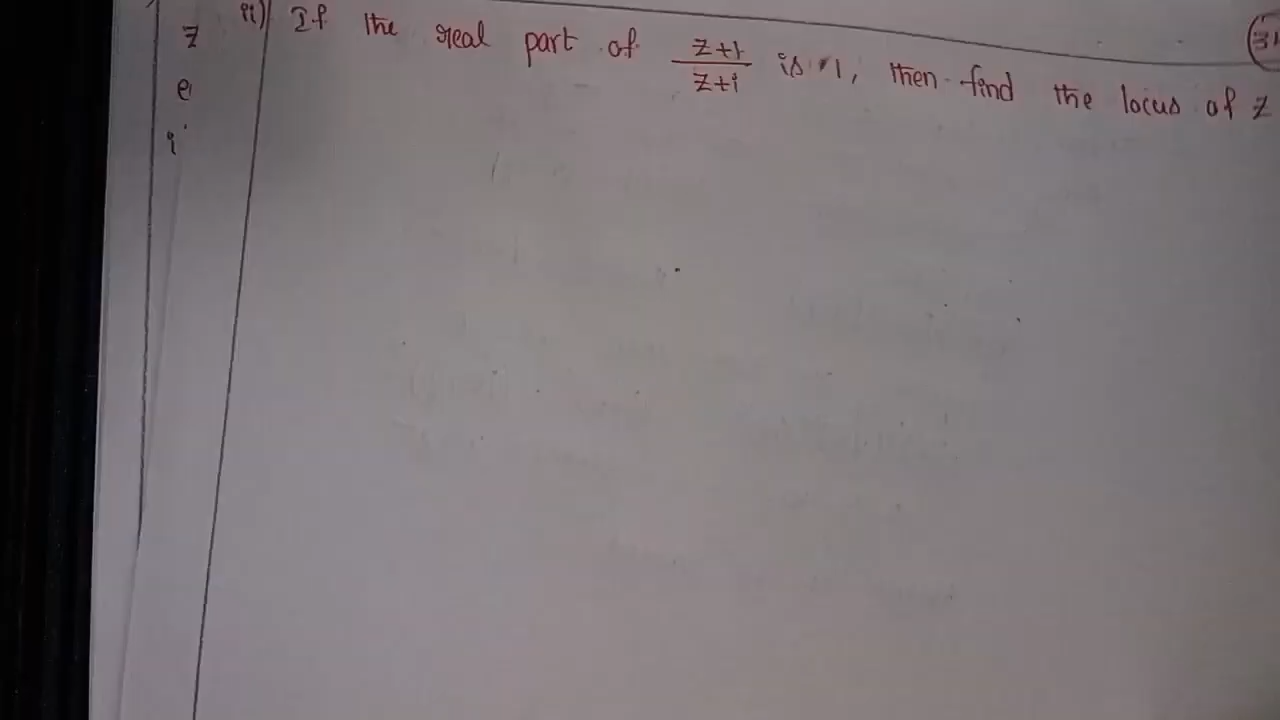 ii) If the real part of z+1/z+i is 1, then find the locus of z
z
e
i